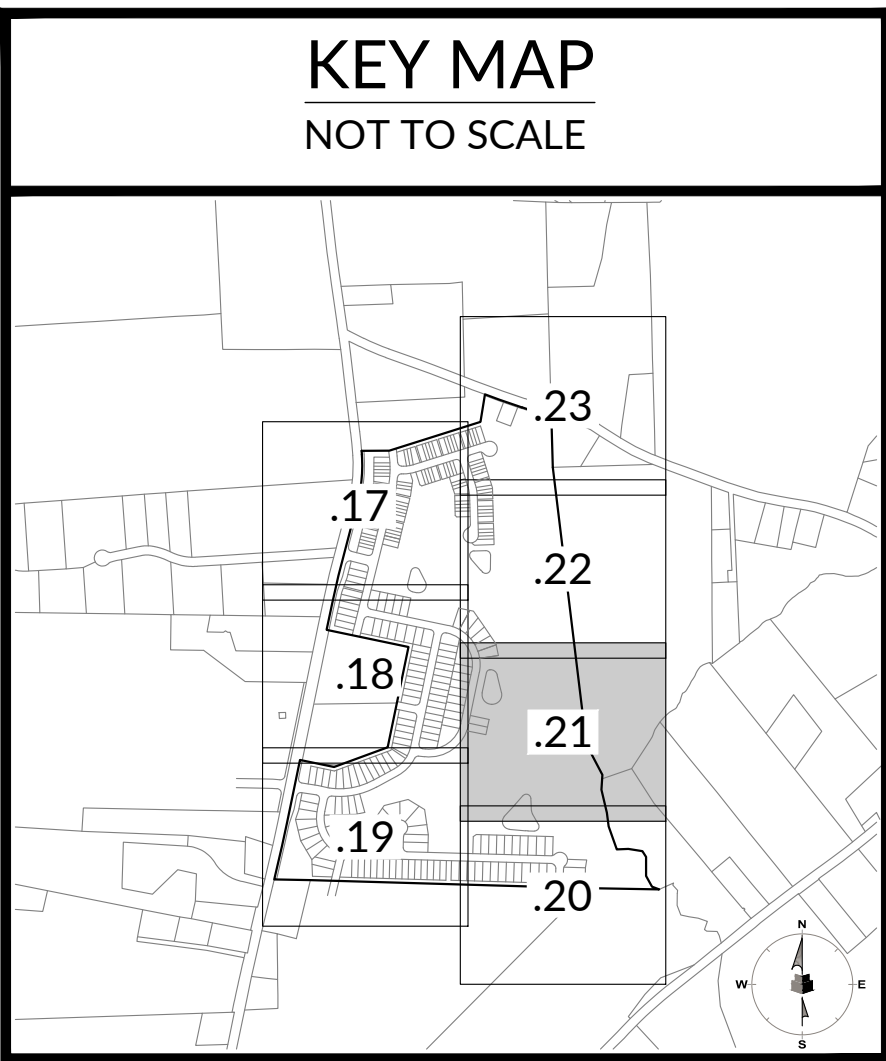 KEY MAP
NOT TO SCALE
.23
.17
.22
.18
.21
.19
.20
N
W E
S